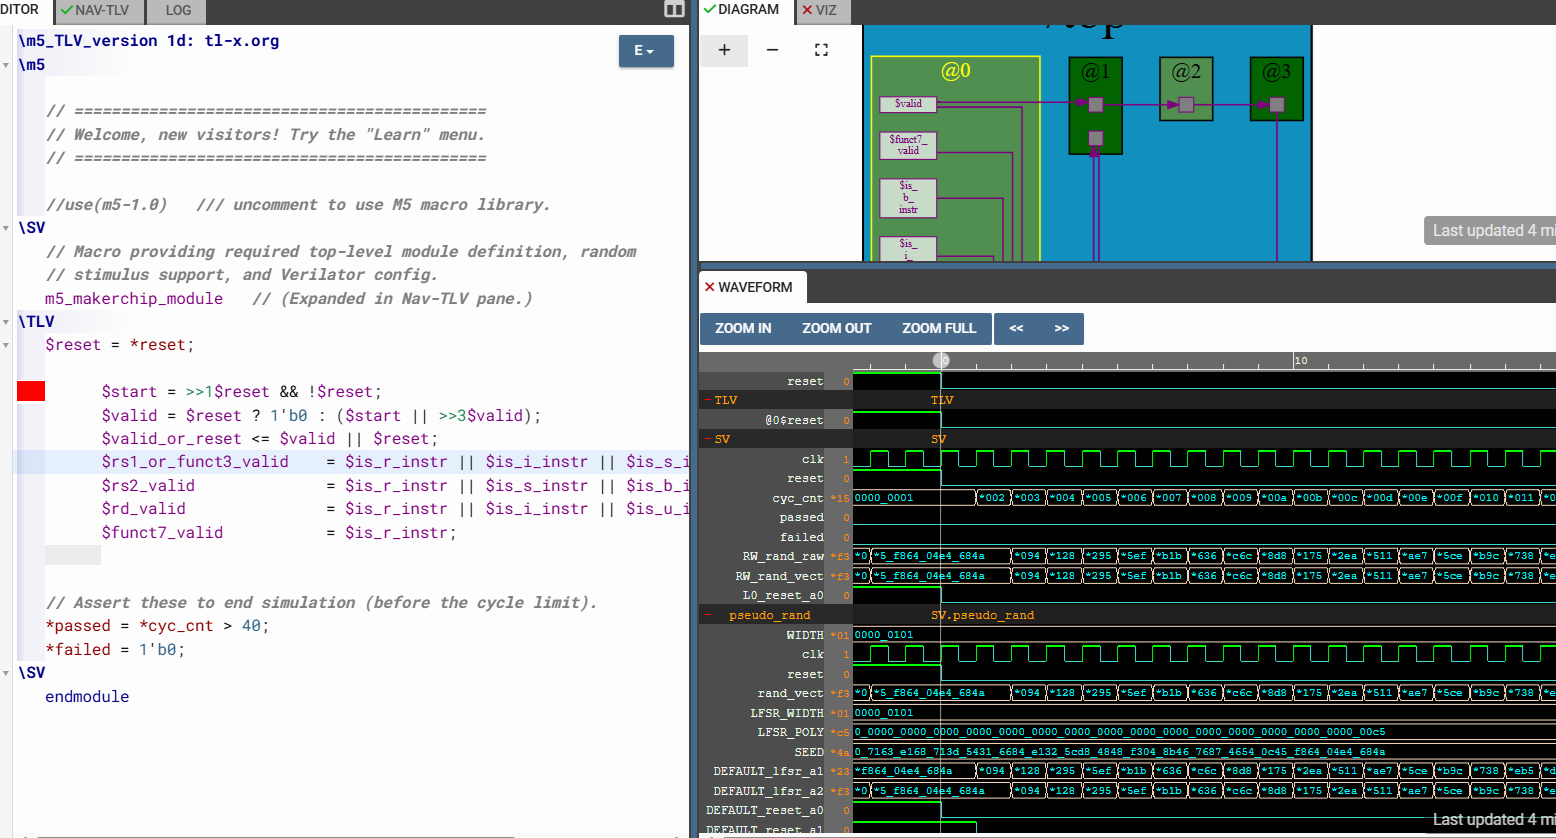 DITOR
NAV-TLV
LOG
\m5_TLV_version 1d: tl-x.org
\m5
// ============================================
// Welcome, new visitors! Try the "Learn" menu.
// ============================================
//use(m5-1.0)   /// uncomment to use M5 macro library.
\SV
// Macro providing required top-level module definition, random
// stimulus support, and Verilator config.
m5_makerchip_module   // (Expanded in Nav-TLV pane.)
\TLV
$reset = *reset;
$start = >>1$reset && !$reset;
$valid = $reset ? 1'b0 : ($start || >>3$valid);
$valid_or_reset <= $valid || $reset;
$rs1_or_funct3_valid    = $is_r_instr || $is_i_instr || $is_s_i
$rs2_valid              = $is_r_instr || $is_s_instr || $is_b_i
$rd_valid               = $is_r_instr || $is_i_instr || $is_u_i
$funct7_valid           = $is_r_instr;
// Assert these to end simulation (before the cycle limit).
*passed = *cyc_cnt > 40;
*failed = 1'b0;
\SV
endmodule
E
DIAGRAM
VIZ
+
−
@0
@1
@2
@3
$valid
$funct7_
valid
$is_
b_
instr
$is_
i_
Last updated 4 mi
WAVEFORM
ZOOM IN
ZOOM OUT
ZOOM FULL
<<
>>
0
10
reset 0
TLV TLV
@0$reset 0
SV SV
clk 1
reset 0
cyc_cnt *15 0000_0001 *002 *003 *004 *005 *006 *007 *008 *009 *00a *00b *00c *00d *00e *00f *010 *011 *0
passed 0
failed 0
RW_rand_raw *f3 *0 *5_f864_04e4_684a *094 *128 *295 *5ef *b1b *636 *c6c *8d8 *175 *2ea *511 *ae7 *5ce *b9c *738 *e
RW_rand_vect *f3 *0 *5_f864_04e4_684a *094 *128 *295 *5ef *b1b *636 *c6c *8d8 *175 *2ea *511 *ae7 *5ce *b9c *738 *e
L0_reset_a0 0
pseudo_rand SV.pseudo_rand
WIDTH *01 0000_0101
clk 1
reset 0
rand_vect *f3 *0 *5_f864_04e4_684a *094 *128 *295 *5ef *b1b *636 *c6c *8d8 *175 *2ea *511 *ae7 *5ce *b9c *738 *e
LFSR_WIDTH *01 0000_0101
LFSR_POLY *c5 0_0000_0000_0000_0000_0000_0000_0000_0000_0000_0000_0000_0000_0000_0000_0000_00c5
SEED *4a 0_7163_e168_713d_5431_6684_e132_5cd8_4848_f304_8b46_7687_4654_0c45_f864_04e4_684a
DEFAULT_lfsr_a1 *23 *f864_04e4_684a *094 *128 *295 *5ef *b1b *636 *c6c *8d8 *175 *2ea *511 *ae7 *5ce *b9c *738 *eb5 *d
DEFAULT_lfsr_a2 *f3 *0 *5_f864_04e4_684a *094 *128 *295 *5ef *b1b *636 *c6c *8d8 *175 *2ea *511 *ae7 *5ce *b9c *738 *e
DEFAULT_reset_a0 0
DEFAULT_reset_a1 0
Last updated 4 mi